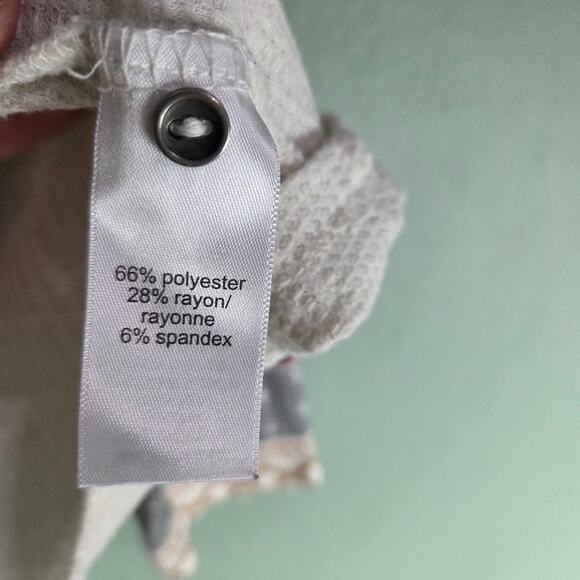 66% polyester
28% rayon/
rayonne
6% spandex